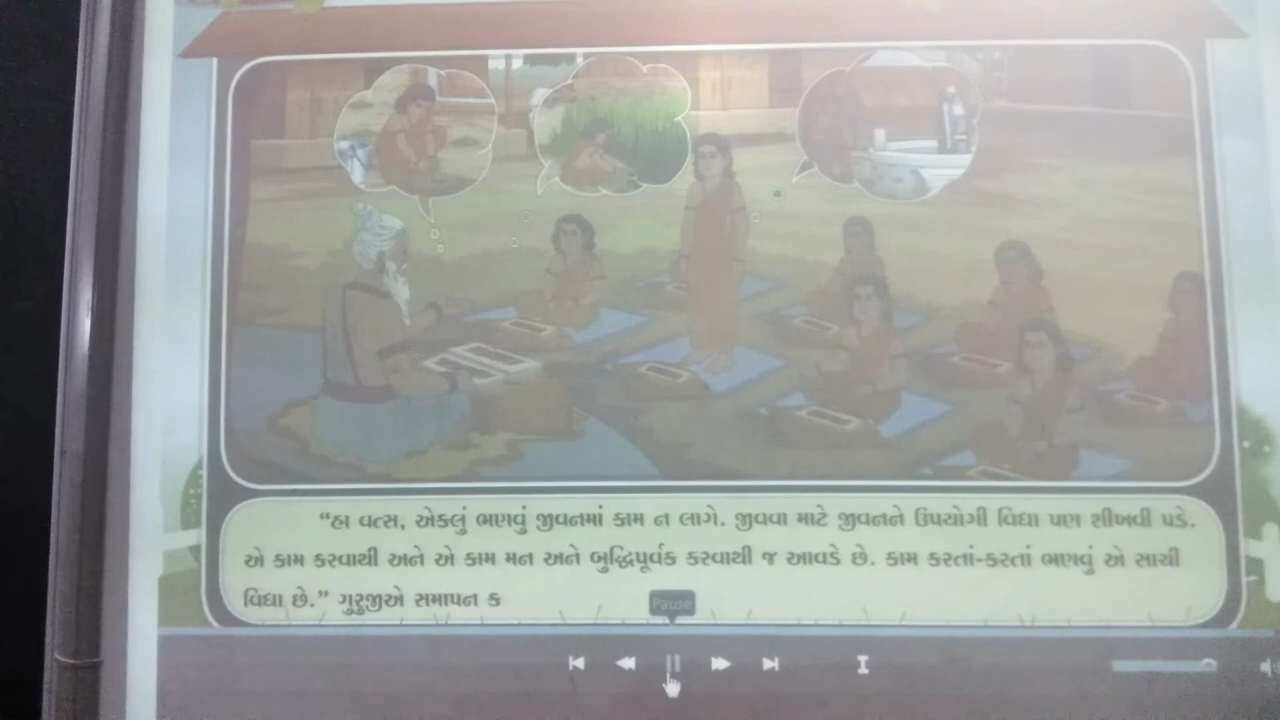 “હા વત્સ, એકલું ભણવું જીવનમાં કામ ન લાગે. જીવવા માટે જીવનને ઉપયોગી વિદ્યા પણ શીખવી પડે.
એ કામ કરવાથી અને એ કામ મન અને બુદ્ધિપૂર્વક કરવાથી જ આવડે છે. કામ કરતાં-કરતાં ભણવું એ સાચી
વિદ્યા છે.” ગુરુજીએ સમાપન ક
Pause